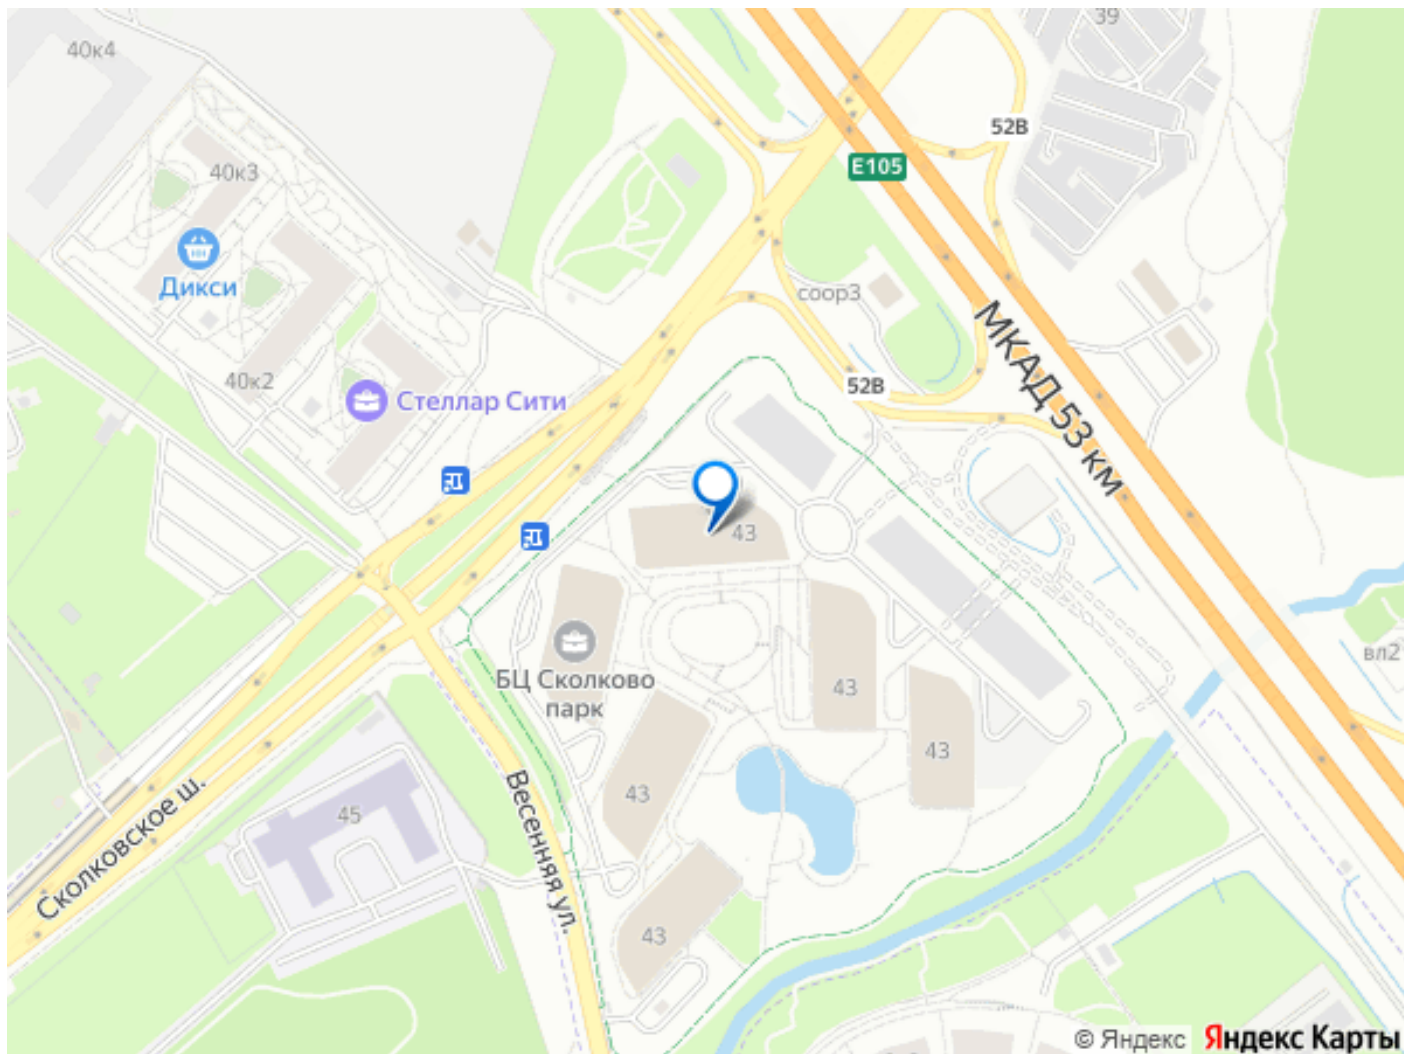 39
40к4
52В
E105
40к3
Дикси
соор3
МКАД 53 км
40к2
52В
Стеллар Сити
43
БЦ Сколково
парк
вл2
43
43
43
Весенняя ул.
Сколковское ш.
45
43
© Яндекс
Яндекс Карты